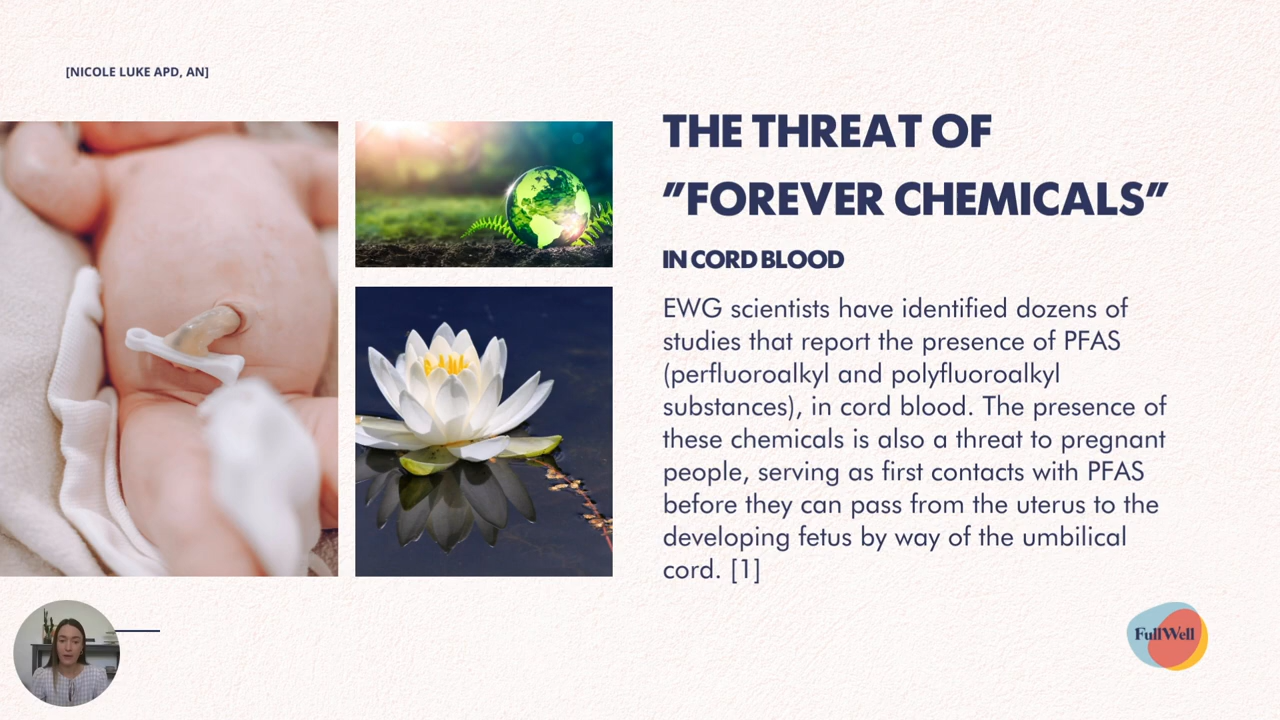 [NICOLE LUKE APD, AN]
THE THREAT OF
"FOREVER CHEMICALS"
IN CORD BLOOD
EWG scientists have identified dozens of
studies that report the presence of PFAS
(perfluoroalkyl and polyfluoroalkyl
substances), in cord blood. The presence of
these chemicals is also a threat to pregnant
people, serving as first contacts with PFAS
before they can pass from the uterus to the
developing fetus by way of the umbilical
cord. [1]
FullWell